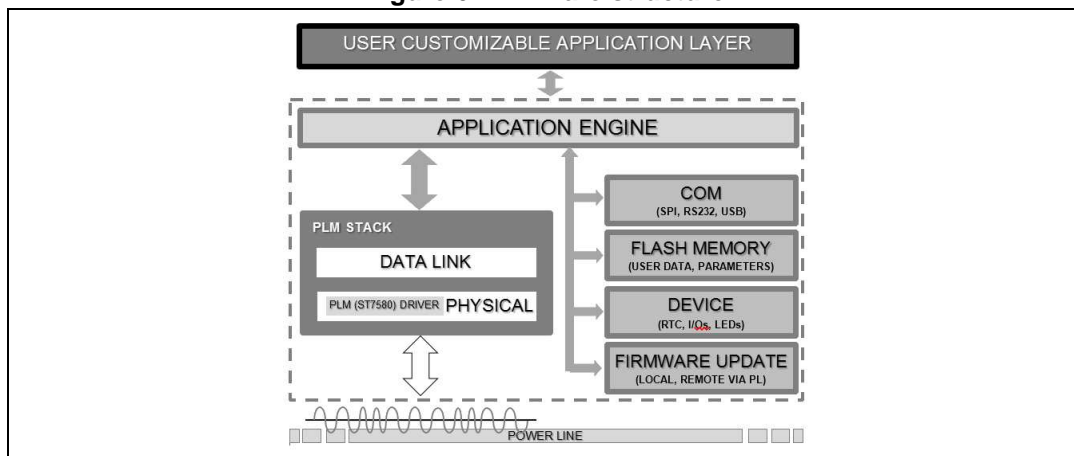 USER CUSTOMIZABLE APPLICATION LAYER
APPLICATION ENGINE
PLM STACK
DATA LINK
PLM (ST7580) DRIVER PHYSICAL
COM
(SPI, RS232, USB)
FLASH MEMORY
(USER DATA, PARAMETERS)
DEVICE
(RTC, I/Os, LEDs)
FIRMWARE UPDATE
(LOCAL, REMOTE VIA PL)
POWER LINE